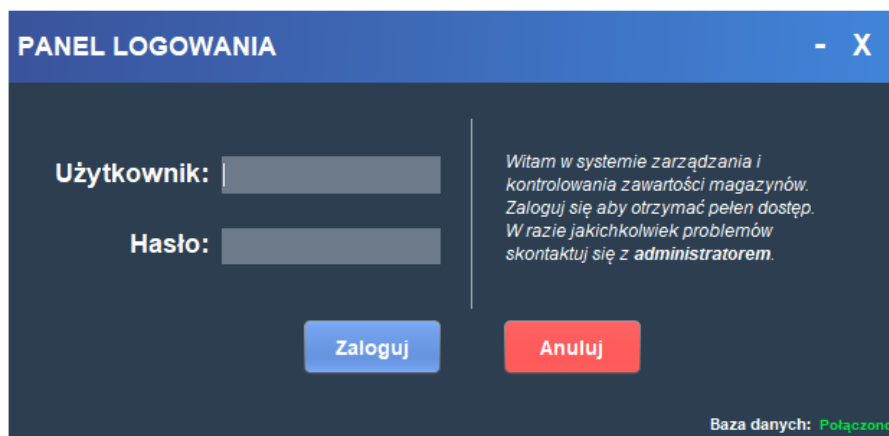 PANEL LOGOWANIA - X
Użytkownik:
Hasło:
Witam w systemie zarządzania i
kontrolowania zawartości magazynów.
Zaloguj się aby otrzymać pełen dostęp.
W razie jakichkolwiek problemów
skontaktuj się z administratorem.
Zaloguj Anuluj
Baza danych: Połączono